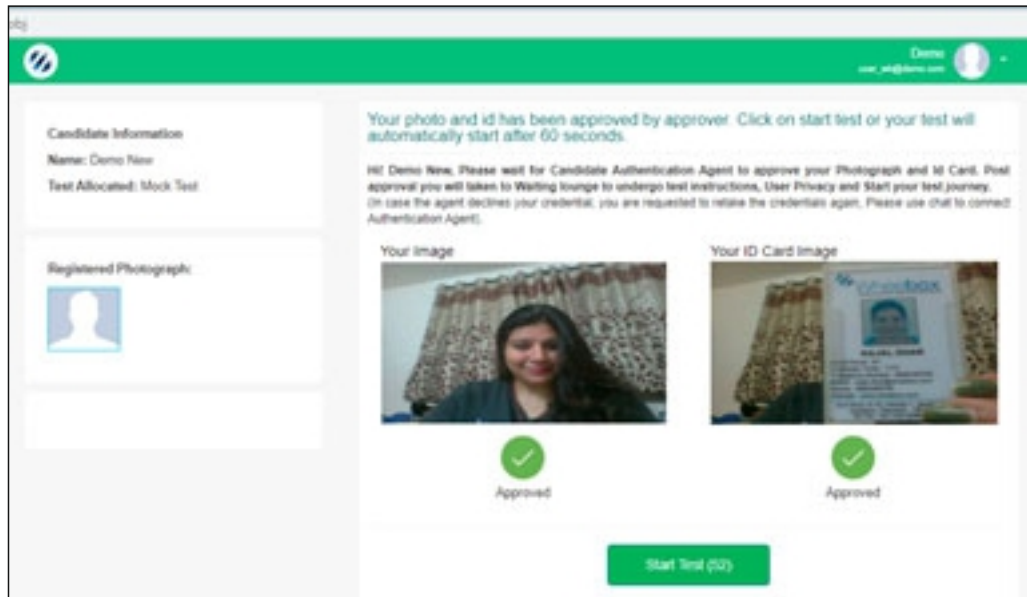 obj
Demo
user_wb@demo.com
Candidate Information
Name: Demo New
Test Allocated: Mock Test
Registered Photograph:
Your photo and id has been approved by approver. Click on start test or your test will
automatically start after 60 seconds.
Hi! Demo New, Please wait for Candidate Authentication Agent to approve your Photograph and Id Card. Post
approval you will taken to Waiting lounge to undergo test instructions, User Privacy and Start your test journey.
(In case the agent declines your credential, you are requested to retake the credentials again, Please use chat to connect
Authentication Agent).
Your Image
Your ID Card Image
Wheebox
Approved
Approved
Start Test (52)